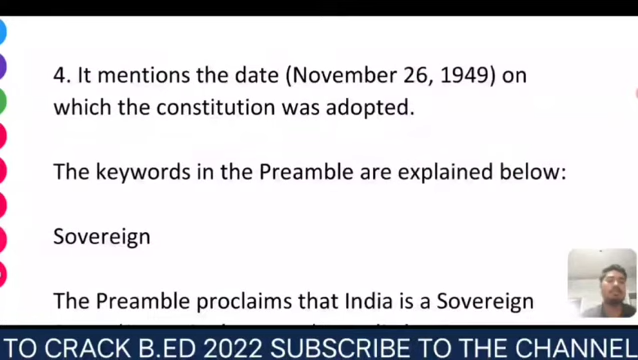 4. It mentions the date (November 26, 1949) on
which the constitution was adopted.
The keywords in the Preamble are explained below:
Sovereign
The Preamble proclaims that India is a Sovereign
TO CRACK B.ED 2022 SUBSCRIBE TO THE CHANNEL